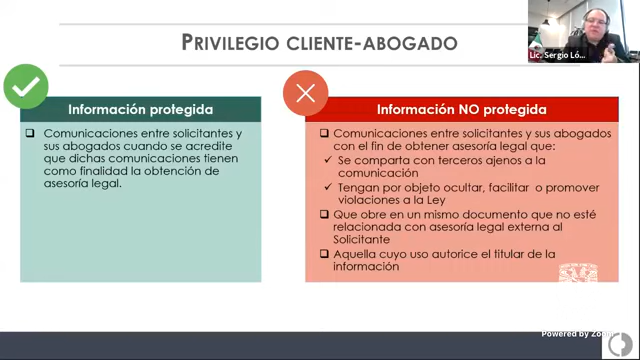 PRIVILEGIO CLIENTE-ABOGADO
Lic. Sergio Ló...
Información protegida
❑ Comunicaciones entre solicitantes y
sus abogados cuando se acredite
que dichas comunicaciones tienen
como finalidad la obtención de
asesoría legal.
Información NO protegida
❑ Comunicaciones entre solicitantes y sus abogados
con el fin de obtener asesoría legal que:
✓ Se comparta con terceros ajenos a la
comunicación
✓ Tengan por objeto ocultar, facilitar o promover
violaciones a la Ley
❑ Que obre en un mismo documento que no esté
relacionada con asesoría legal externa al
Solicitante
❑ Aquella cuyo uso autorice el titular de la
información
Powered by Zoom